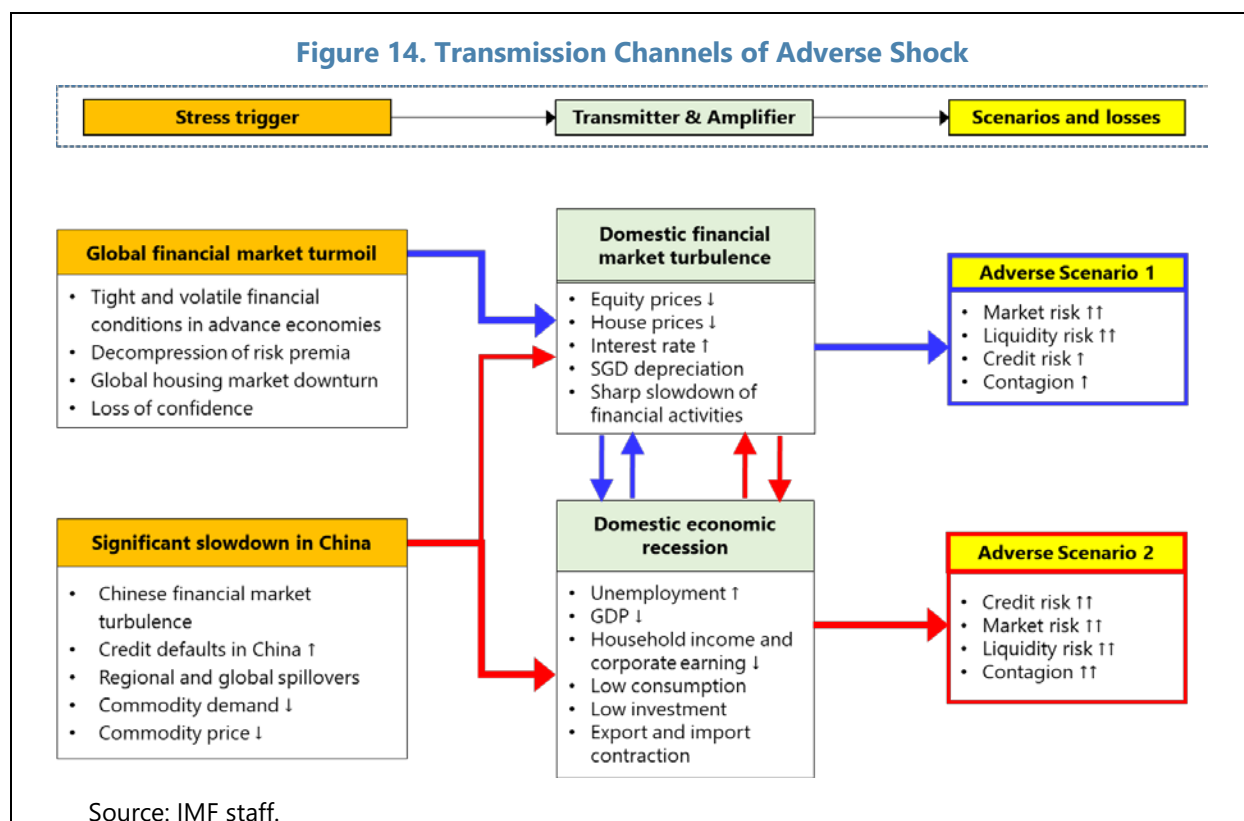 Figure 14. Transmission Channels of Adverse Shock
Stress trigger
Transmitter & Amplifier
Scenarios and losses
Global financial market turmoil
• Tight and volatile financial
conditions in advance economies
• Decompression of risk premia
• Global housing market downturn
• Loss of confidence
Domestic financial
market turbulence
• Equity prices ↓
• House prices ↓
• Interest rate ↑
• SGD depreciation
• Sharp slowdown of
financial activities
Adverse Scenario 1
• Market risk ↑↑
• Liquidity risk ↑↑
• Credit risk ↑
• Contagion ↑
Significant slowdown in China
• Chinese financial market
turbulence
• Credit defaults in China ↑
• Regional and global spillovers
• Commodity demand ↓
• Commodity price ↓
Domestic economic
recession
• Unemployment ↑
• GDP ↓
• Household income and
corporate earning ↓
• Low consumption
• Low investment
• Export and import
contraction
Adverse Scenario 2
• Credit risk ↑↑
• Market risk ↑↑
• Liquidity risk ↑↑
• Contagion ↑↑
Source: IMF staff.